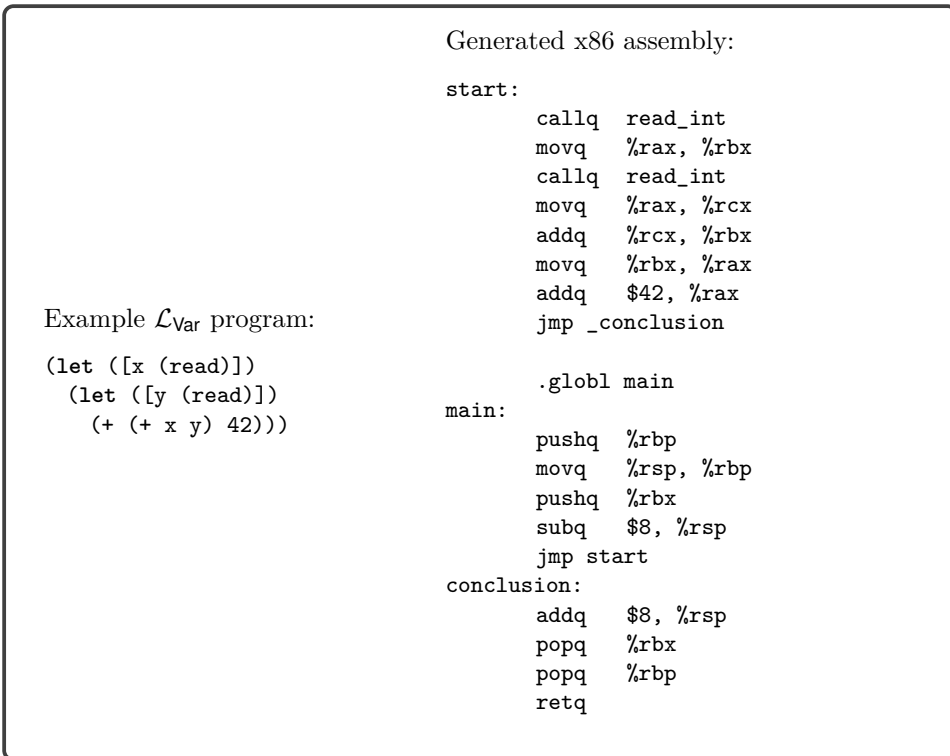 Example LVar program:
(let ([x (read)])
  (let ([y (read)])
    (+ (+ x y) 42)))
Generated x86 assembly:
start:
        callq   read_int
        movq    %rax, %rbx
        callq   read_int
        movq    %rax, %rcx
        addq    %rcx, %rbx
        movq    %rbx, %rax
        addq    $42, %rax
        jmp _conclusion
        .globl main
main:
        pushq   %rbp
        movq    %rsp, %rbp
        pushq   %rbx
        subq    $8, %rsp
        jmp start
conclusion:
        addq    $8, %rsp
        popq    %rbx
        popq    %rbp
        retq